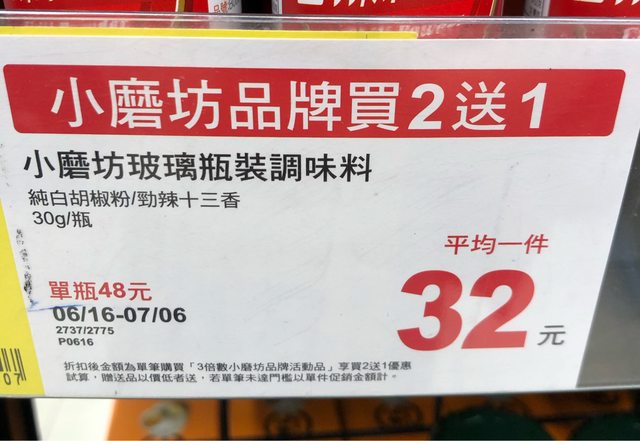 小磨坊品牌買2送1
小磨坊玻璃瓶裝調味料
純白胡椒粉/勁辣十三香
30g/瓶
平均一件
單瓶48元
32元
06/16-07/06
2737/2775
P0616
折扣後金額為單筆購買「3倍數小磨坊品牌活動品」享買2送1優惠
試算，贈送品以價低者送，若單筆未達門檻以單件促銷金額計。
07